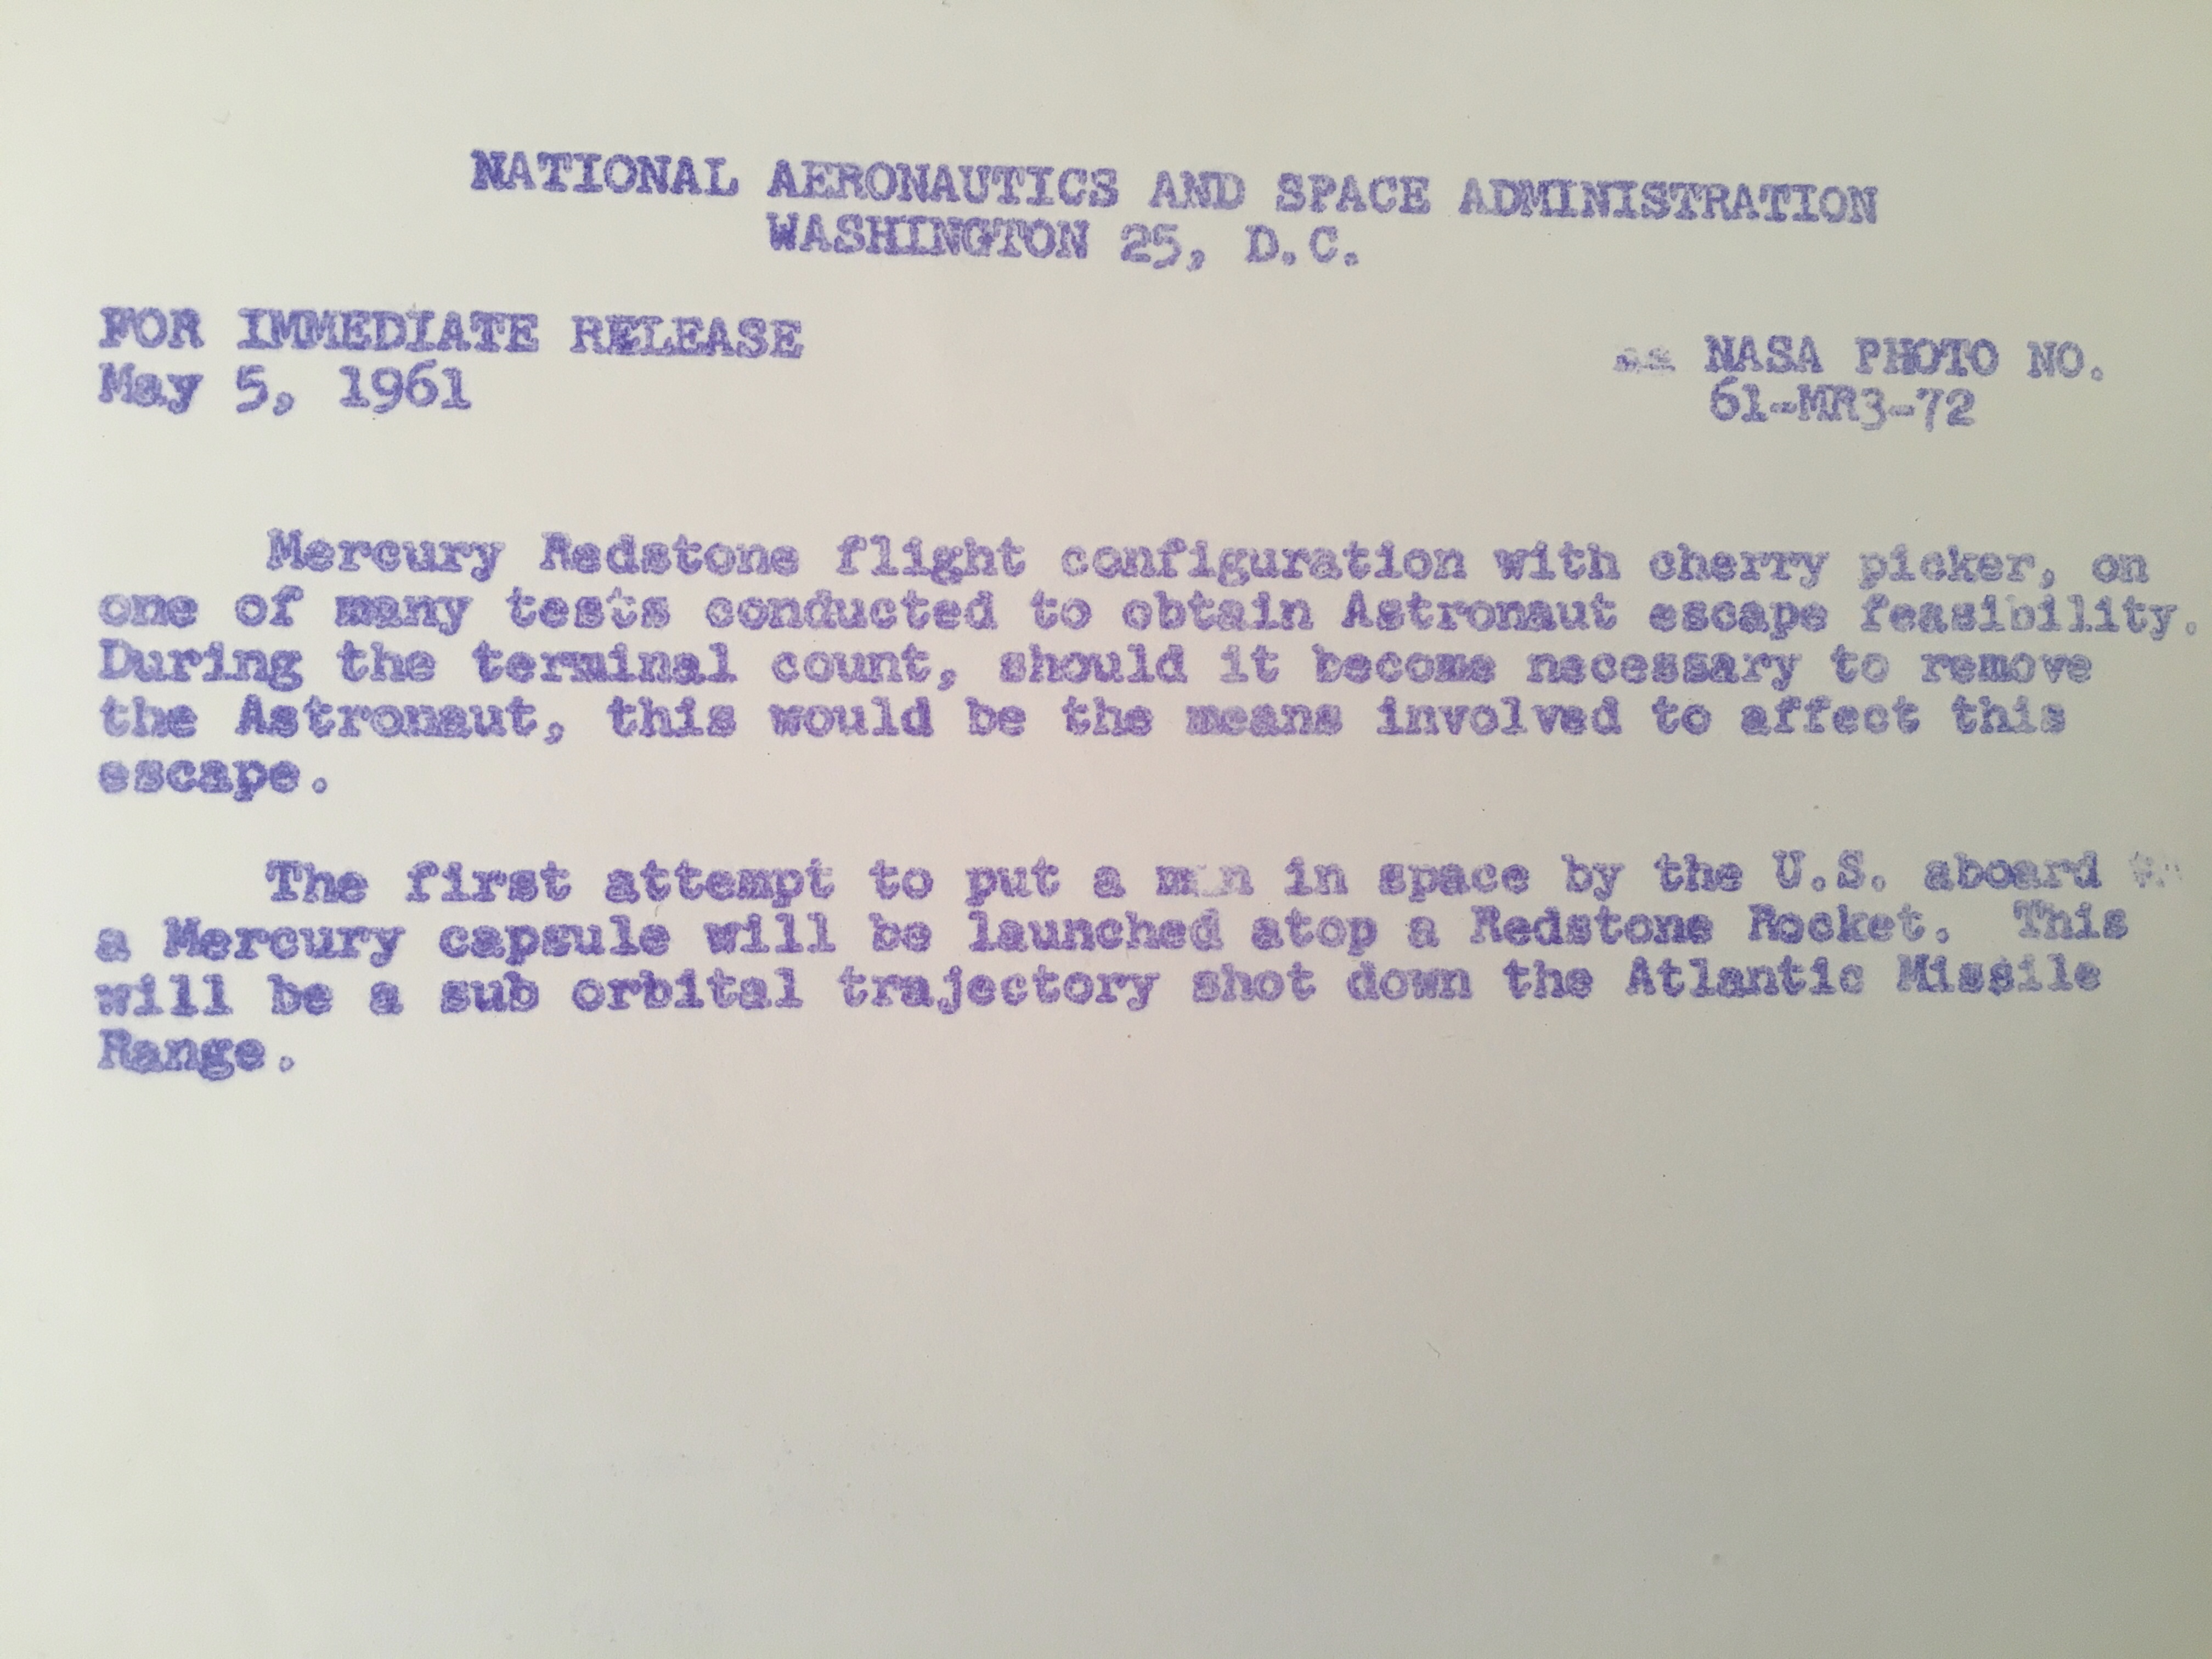 NATIONAL AERONAUTICS AND SPACE ADMINISTRATION
WASHINGTON 25, D.C.
FOR IMMEDIATE RELEASE
NASA PHOTO NO.
May 5, 1961
61-MR3-72
Mercury Redstone flight configuration with cherry picker, on
one of many tests conducted to obtain Astronaut escape feasibility.
During the terminal count, should it become necessary to remove
the Astronaut, this would be the means involved to affect this
escape.
The first attempt to put a man in space by the U.S. aboard
a Mercury capsule will be launched atop a Redstone Rocket. This
will be a sub orbital trajectory shot down the Atlantic Missile
Range.